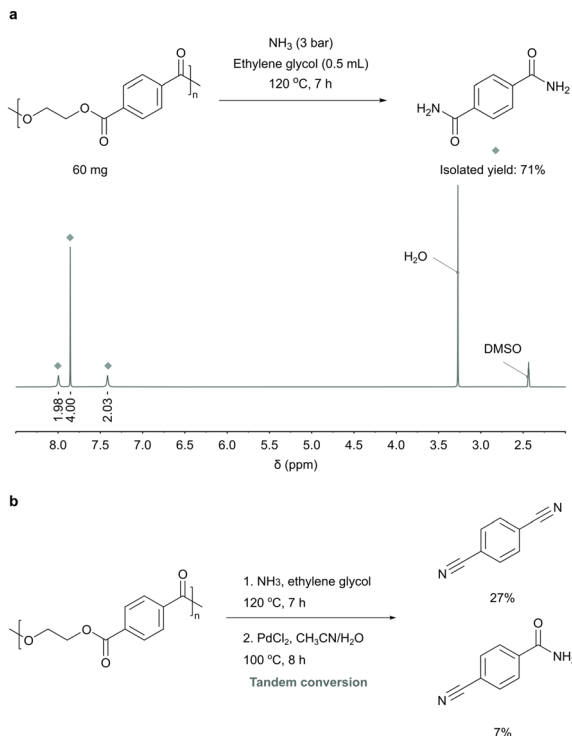 a
NH3 (3 bar)
Ethylene glycol (0.5 mL)
120 °C, 7 h
O
O
O
O
n
O
NH2
H2N
O
60 mg
Isolated yield: 71%
H2O
DMSO
1.98
4.00
2.03
8.0 7.5 7.0 6.5 6.0 5.5 5.0 4.5 4.0 3.5 3.0 2.5
δ (ppm)
b
O
O
O
O
n
1. NH3, ethylene glycol
120 °C, 7 h
2. PdCl2, CH3CN/H2O
100 °C, 8 h
Tandem conversion
N
N
27%
O
NH2
N
7%